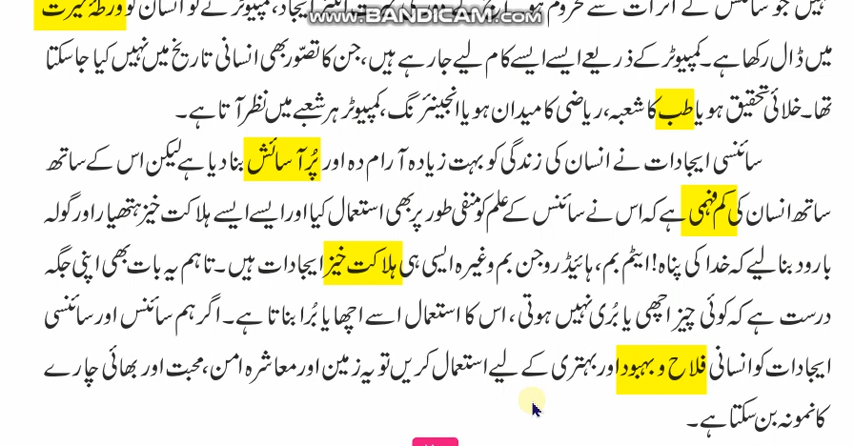 www.BANDICAM.com
نہیں جو سائنس کے اثرات سے محروم ہو۔ ایجاد، کمپیوٹر نے تو انسان کو ورطۂ حیرت
میں ڈال رکھا ہے۔ کمپیوٹر کے ذریعے ایسے ایسے کام لیے جا رہے ہیں، جن کا تصوّر بھی انسانی تاریخ میں نہیں کیا جا سکتا
تھا۔ خلائی تحقیق ہو یا طب کا شعبہ، ریاضی کا میدان ہو یا انجینئرنگ، کمپیوٹر ہر شعبے میں نظر آتا ہے۔
سائنسی ایجادات نے انسان کی زندگی کو بہت زیادہ آرام دہ اور پُرآسائش بنا دیا ہے لیکن اس کے ساتھ
ساتھ انسان کی کم فہمی ہے کہ اس نے سائنس کے علم کو منفی طور پر بھی استعمال کیا اور ایسے ایسے ہلاکت خیز ہتھیار اور گولہ
بارود بنا لیے کہ خدا کی پناہ! ایٹم بم، ہائیڈروجن بم وغیرہ ایسی ہی ہلاکت خیز ایجادات ہیں۔ تاہم یہ بات بھی اپنی جگہ
درست ہے کہ کوئی چیز اچھی یا بُری نہیں ہوتی، اس کا استعمال اسے اچھا یا بُرا بناتا ہے۔ اگر ہم سائنس اور سائنسی
ایجادات کو انسانی فلاح و بہبود اور بہتری کے لیے استعمال کریں تو یہ زمین اور معاشرہ امن، محبت اور بھائی چارے
کا نمونہ بن سکتا ہے۔